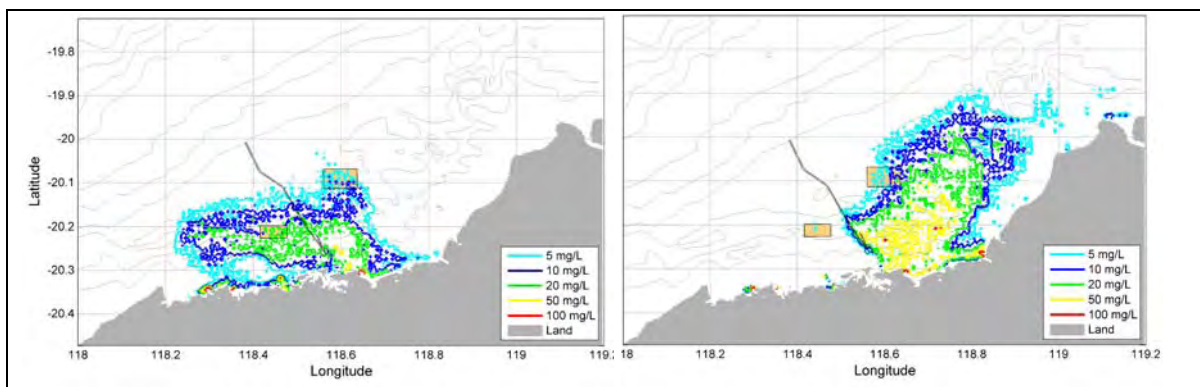 -19.8
-19.9
-20
-20.1
-20.2
-20.3
-20.4
Latitude
5 mg/L
10 mg/L
20 mg/L
50 mg/L
100 mg/L
Land
118 118.2 118.4 118.6 118.8 119 119.2
Longitude
5 mg/L
10 mg/L
20 mg/L
50 mg/L
100 mg/L
Land
118 118.2 118.4 118.6 118.8 119 119.2
Longitude